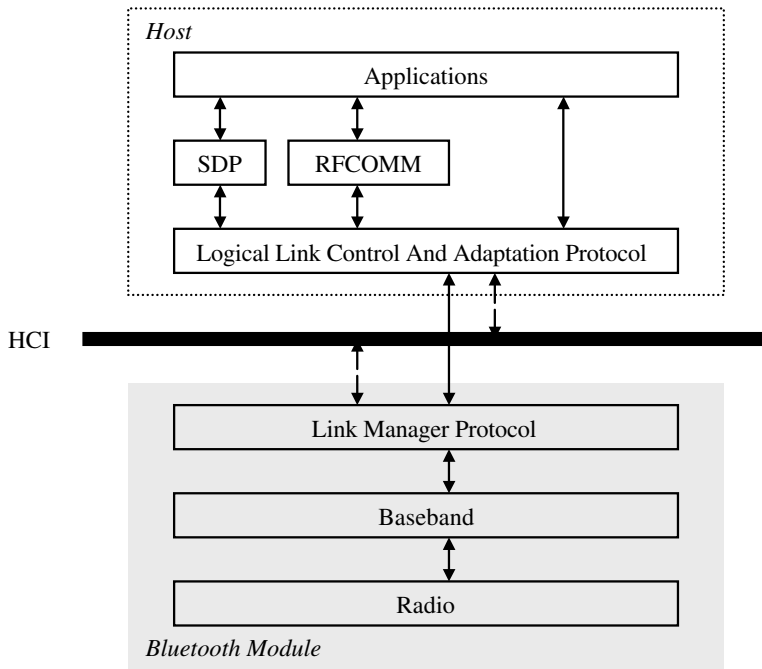 Host
Applications
SDP
RFCOMM
Logical Link Control And Adaptation Protocol
HCI
Link Manager Protocol
Baseband
Radio
Bluetooth Module